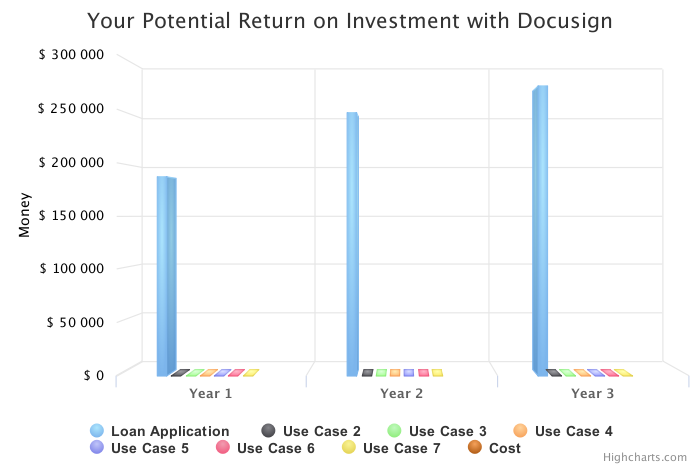 Your Potential Return on Investment with Docusign
$ 300 000
$ 250 000
$ 200 000
$ 150 000
$ 100 000
$ 50 000
$ 0
Money
Year 1 Year 2 Year 3
Loan Application Use Case 2 Use Case 3 Use Case 4
Use Case 5 Use Case 6 Use Case 7 Cost
Highcharts.com